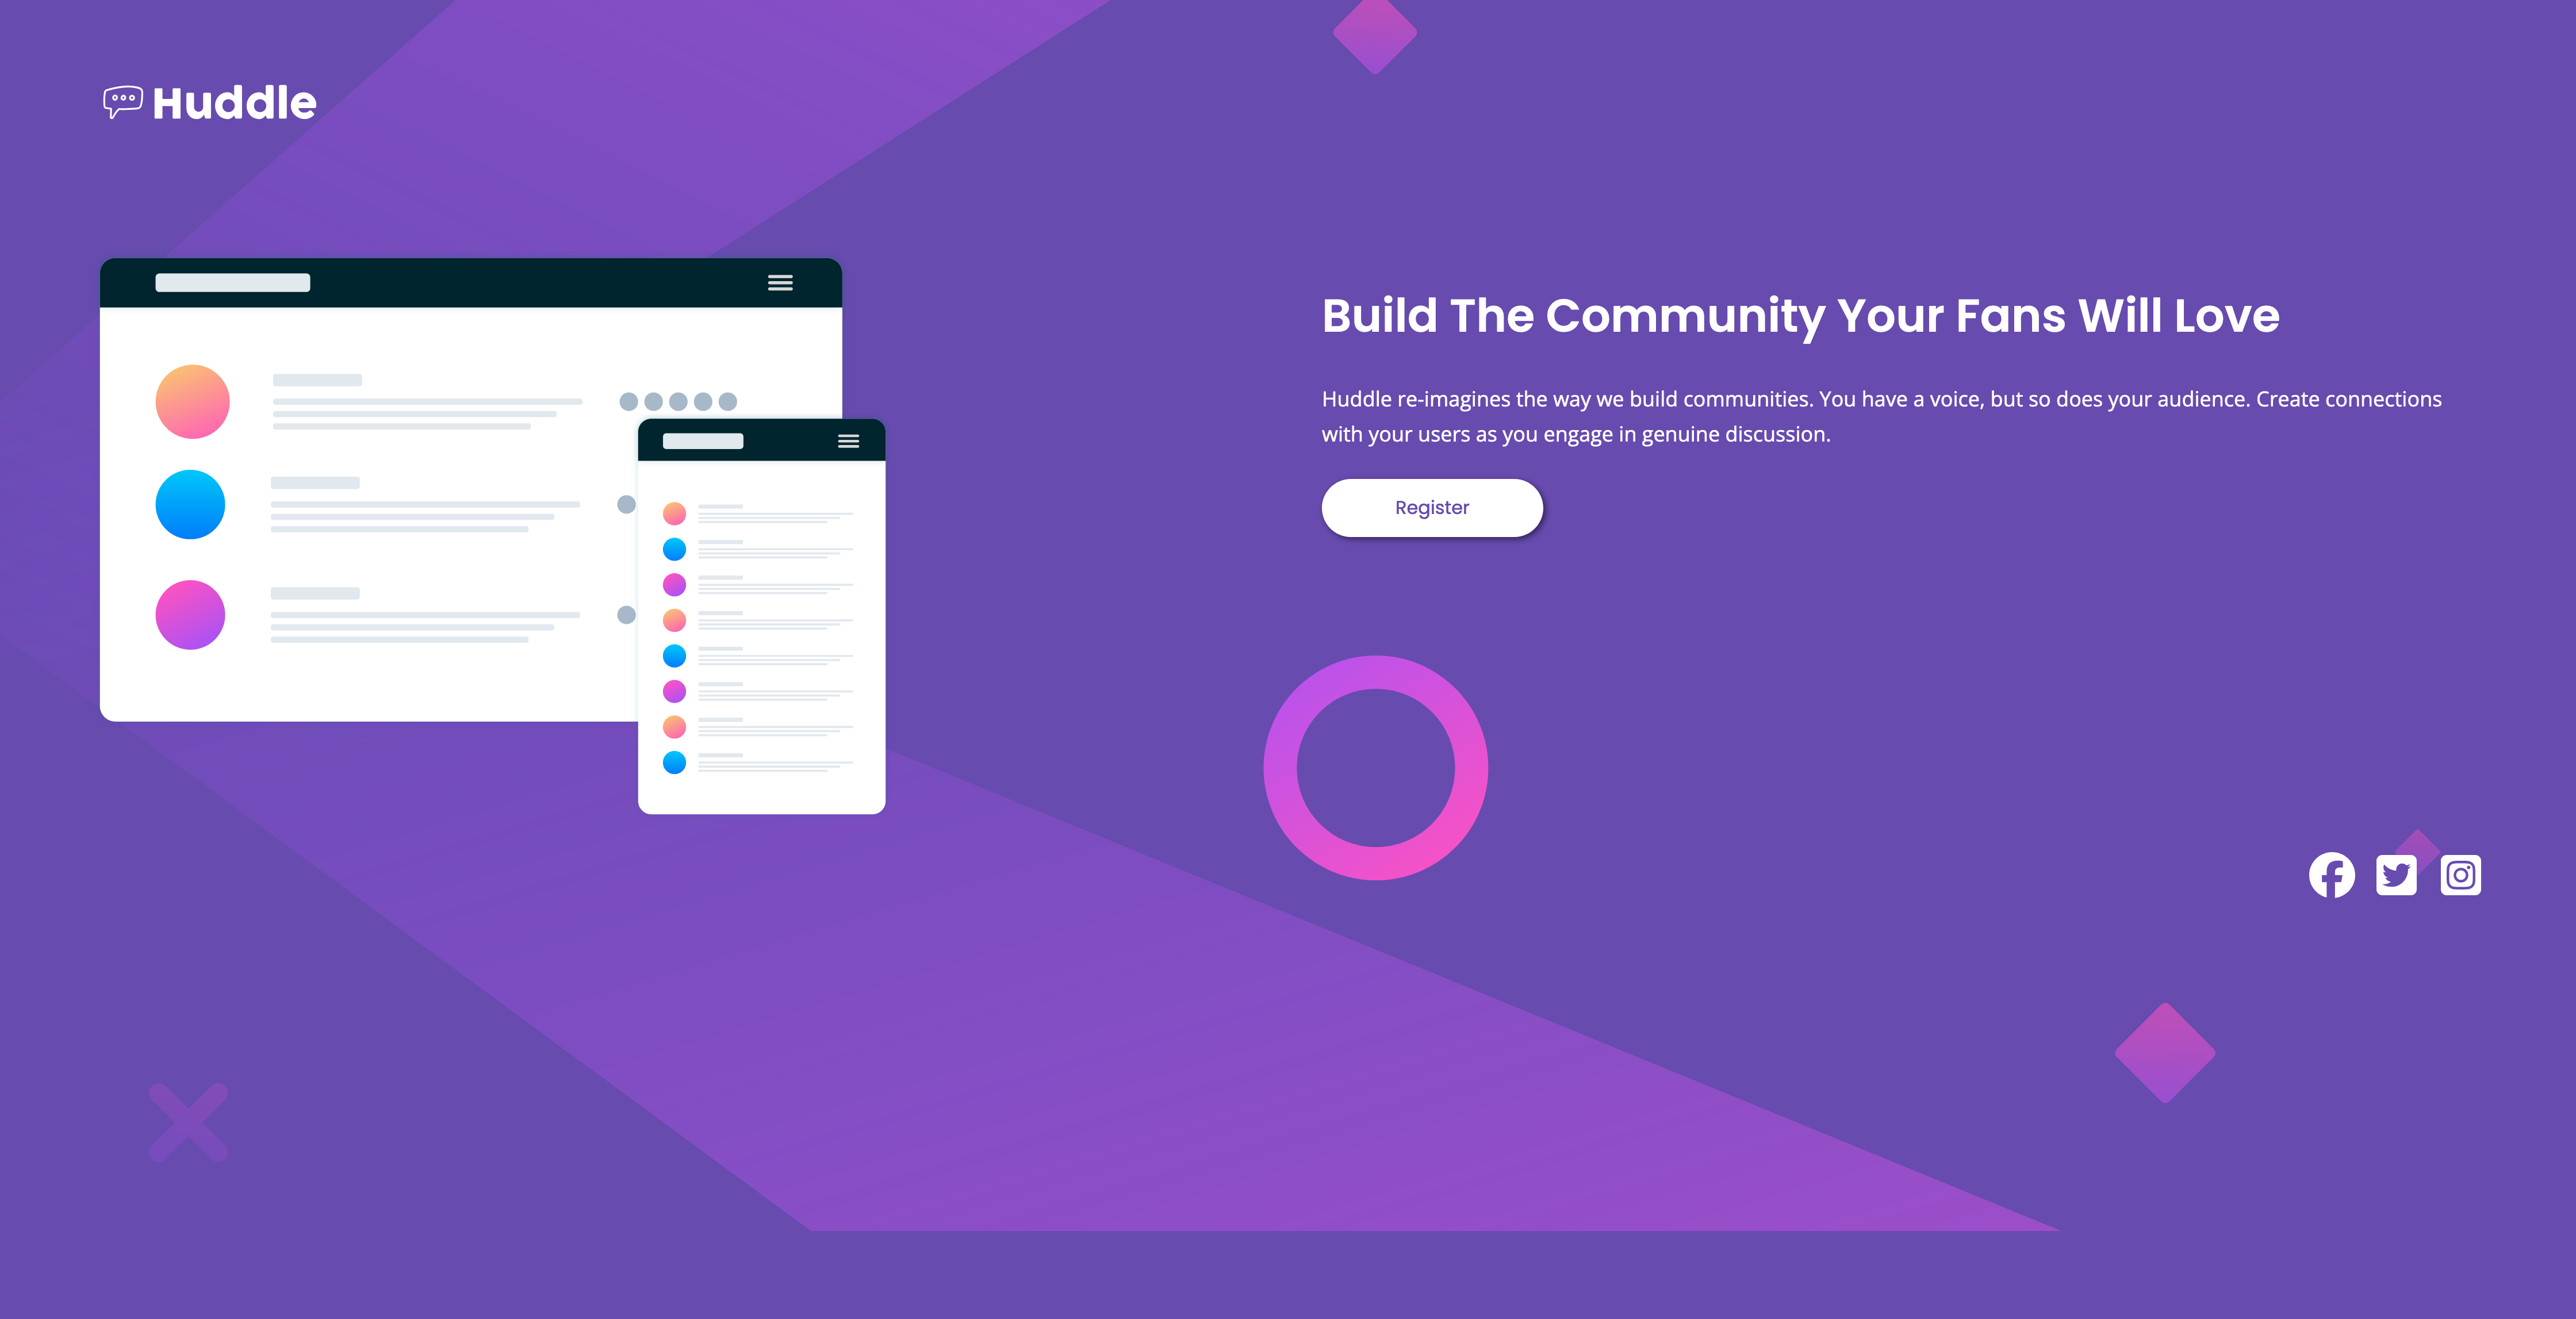 Huddle
Build The Community Your Fans Will Love
Huddle re-imagines the way we build communities. You have a voice, but so does your audience. Create connections
with your users as you engage in genuine discussion.
Register